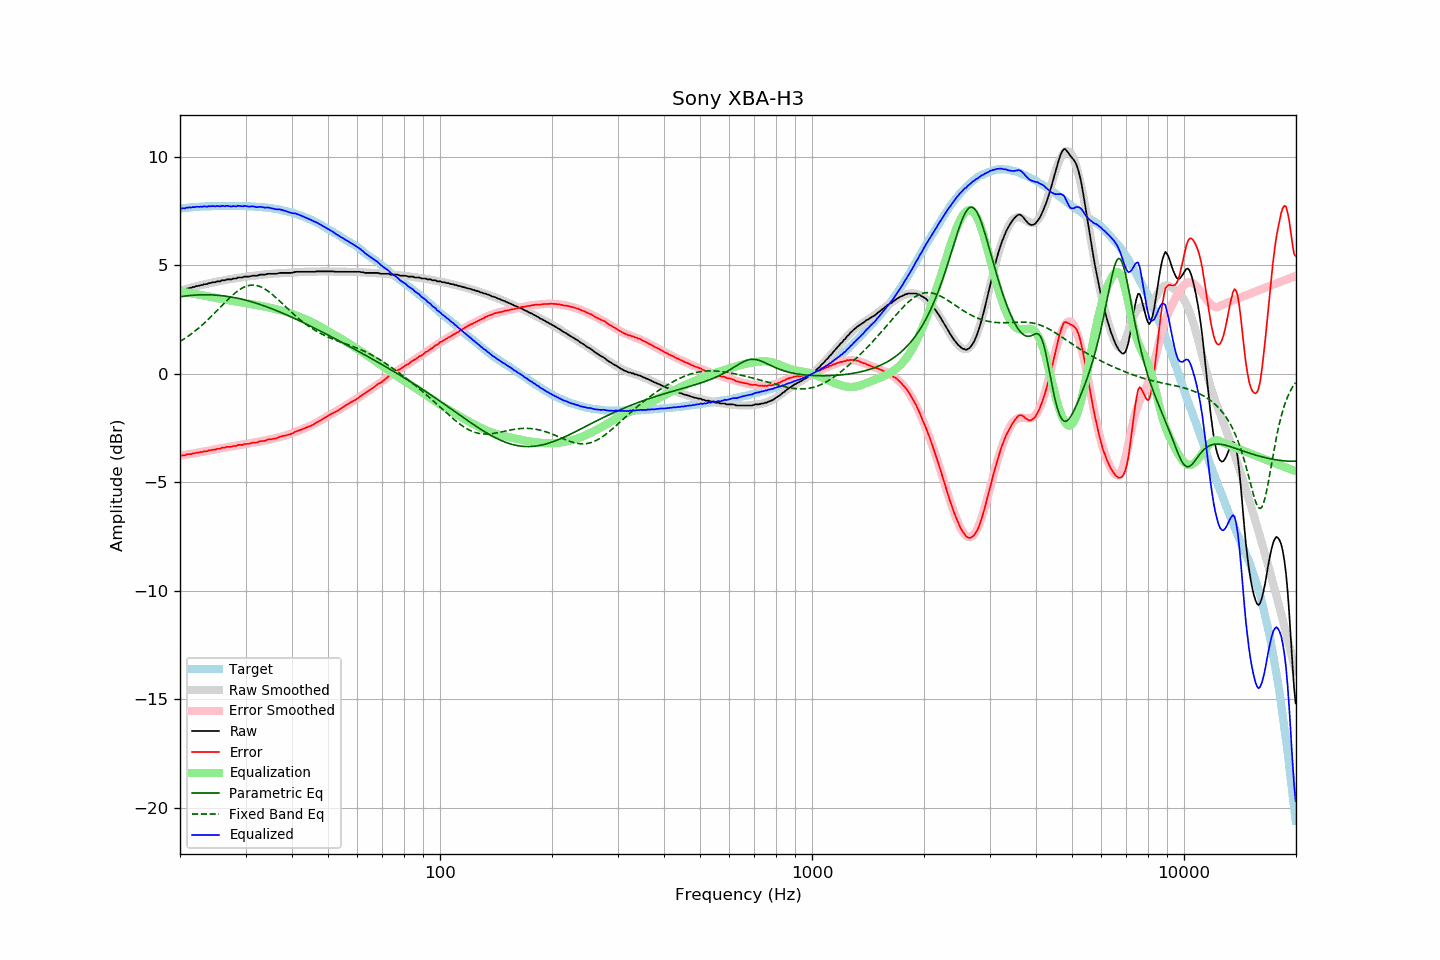 Sony XBA-H3
Amplitude (dBr)
10
5
0
−5
−10
−15
−20
Target
Raw Smoothed
Error Smoothed
Raw
Error
Equalization
Parametric Eq
Fixed Band Eq
Equalized
100
1000
10000
Frequency (Hz)